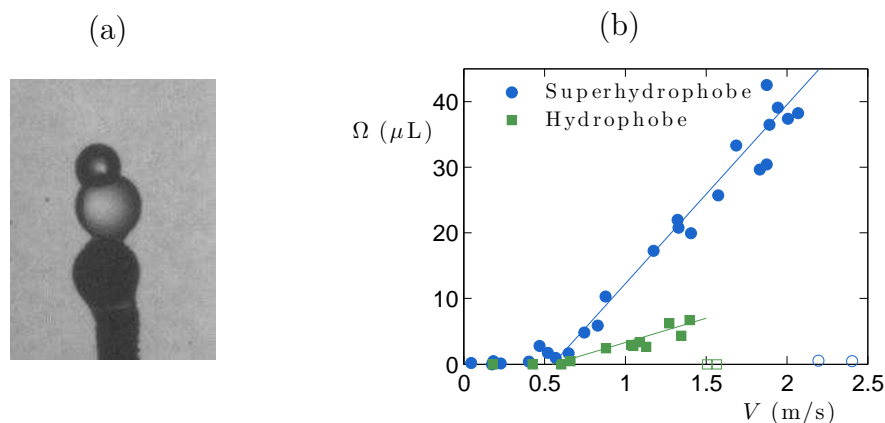 (a)
(b)
Superhydrophobe
Hydrophobe
Ω (μL)
40
30
20
10
0
0 0.5 1 1.5 2 2.5
V (m/s)